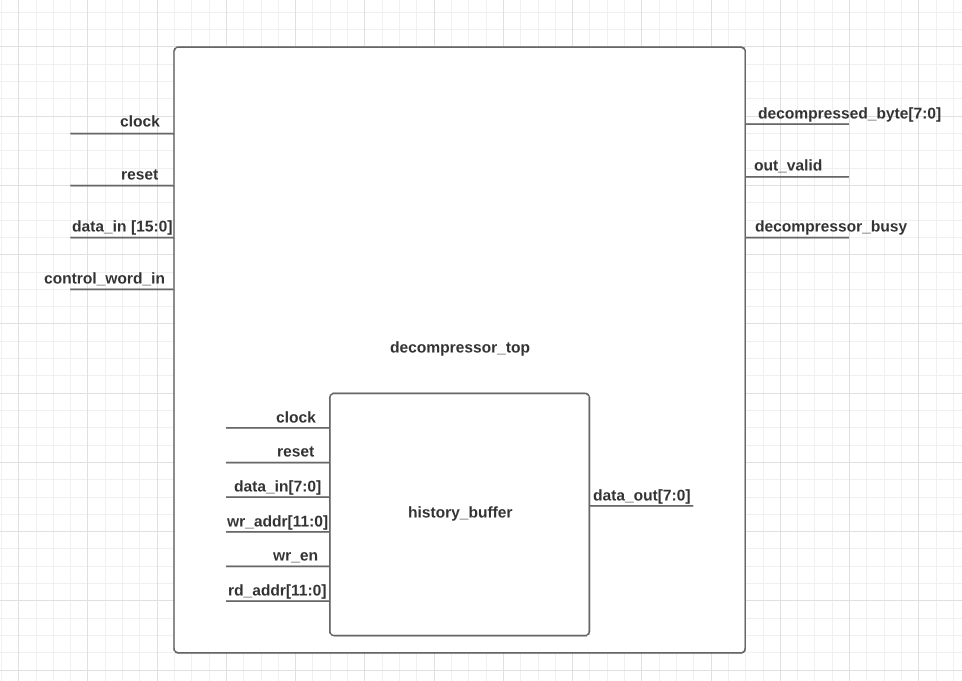 clock
reset
data_in [15:0]
control_word_in
decompressed_byte[7:0]
out_valid
decompressor_busy
decompressor_top
clock
reset
data_in[7:0]
wr_addr[11:0]
wr_en
rd_addr[11:0]
history_buffer
data_out[7:0]